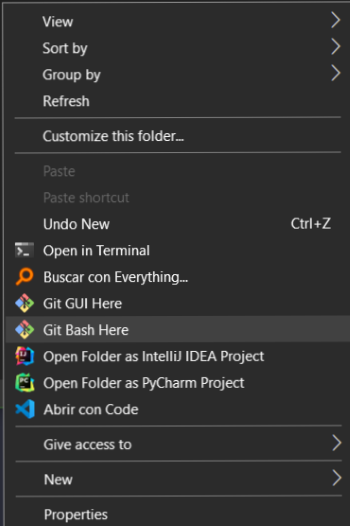 View
Sort by
Group by
Refresh
Customize this folder...
Paste
Paste shortcut
Undo New Ctrl+Z
Open in Terminal
Buscar con Everything...
Git GUI Here
Git Bash Here
Open Folder as IntelliJ IDEA Project
Open Folder as PyCharm Project
Abrir con Code
Give access to
New
Properties